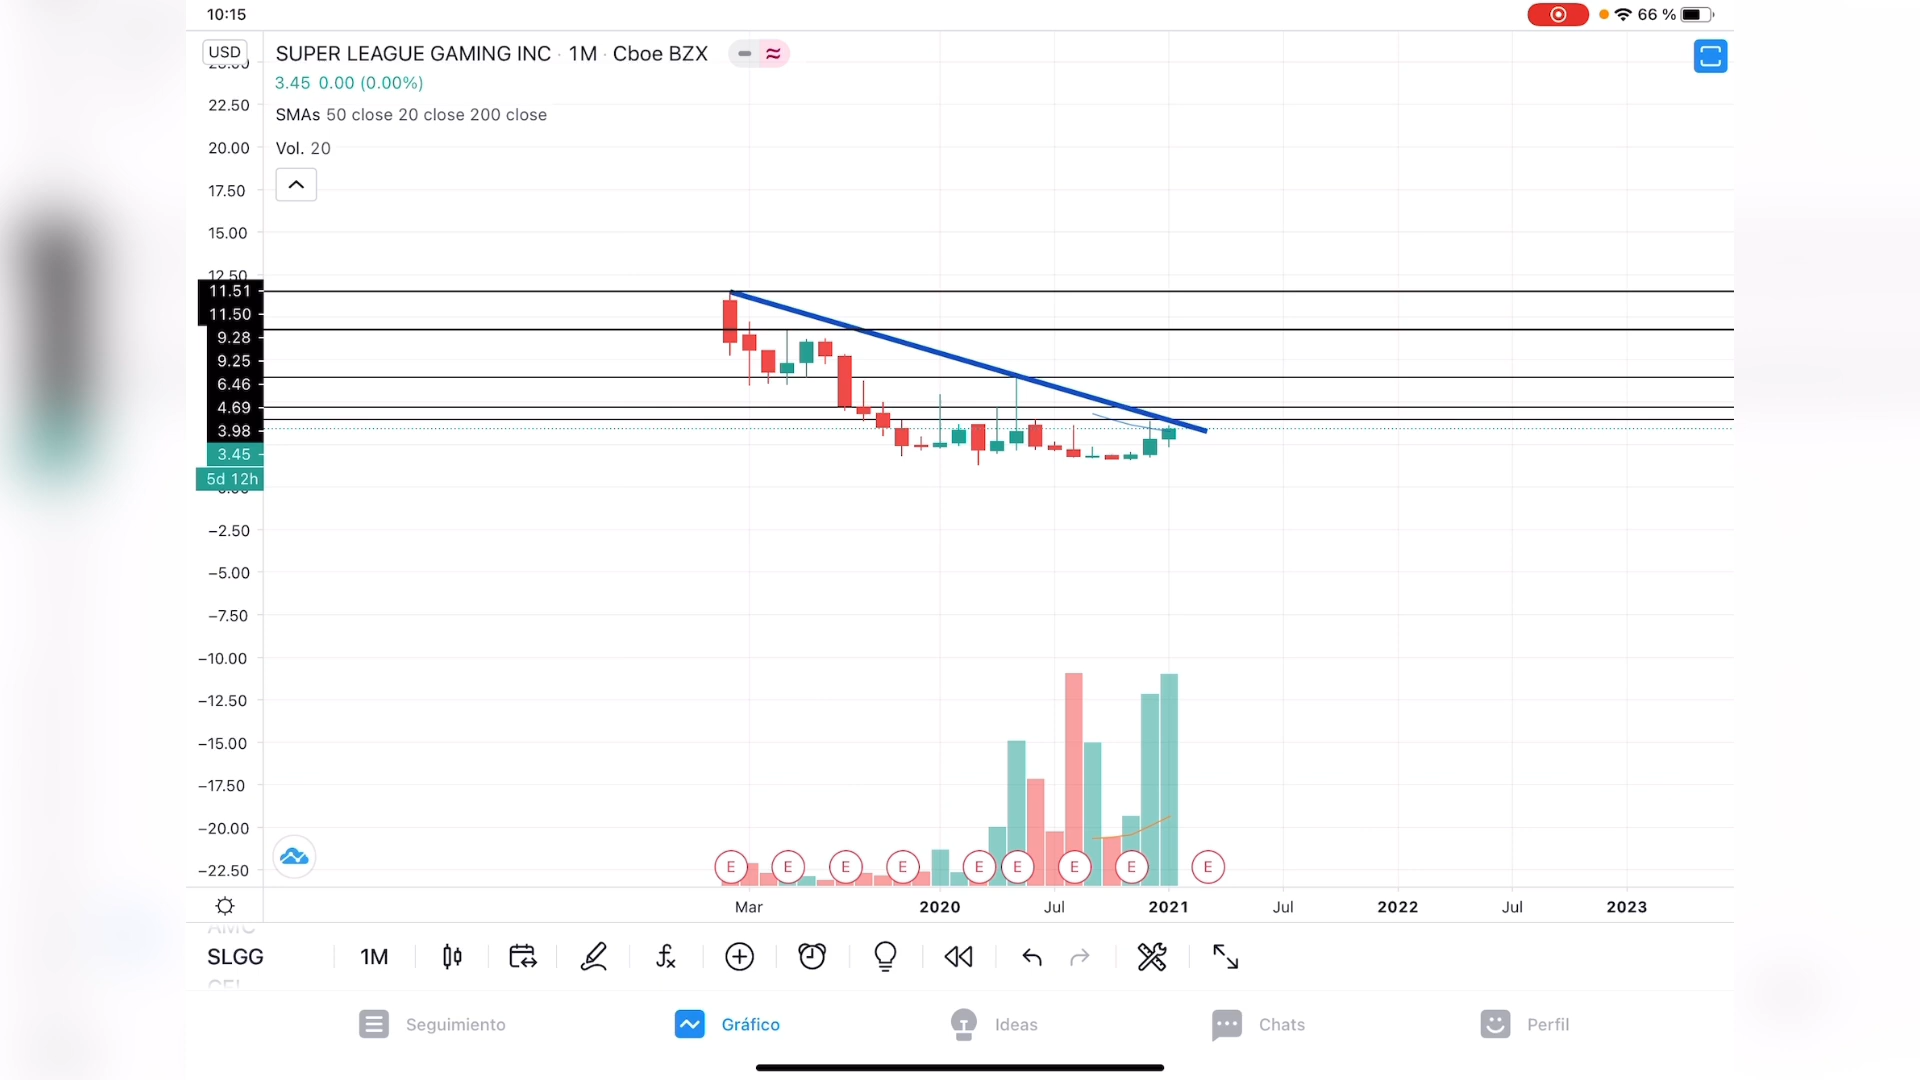 10:15
66 %
USD
SUPER LEAGUE GAMING INC · 1M · Cboe BZX
3.45 0.00 (0.00%)
SMAs 50 close 20 close 200 close
Vol. 20
22.50
20.00
17.50
15.00
12.50
11.51
11.50
9.28
9.25
6.46
4.69
3.98
3.45
5d 12h
−2.50
−5.00
−7.50
−10.00
−12.50
−15.00
−17.50
−20.00
−22.50
E E E E E E E E E
Mar 2020 Jul 2021 Jul 2022 Jul 2023
AMC
SLGG 1M
Seguimiento Gráfico Ideas Chats Perfil